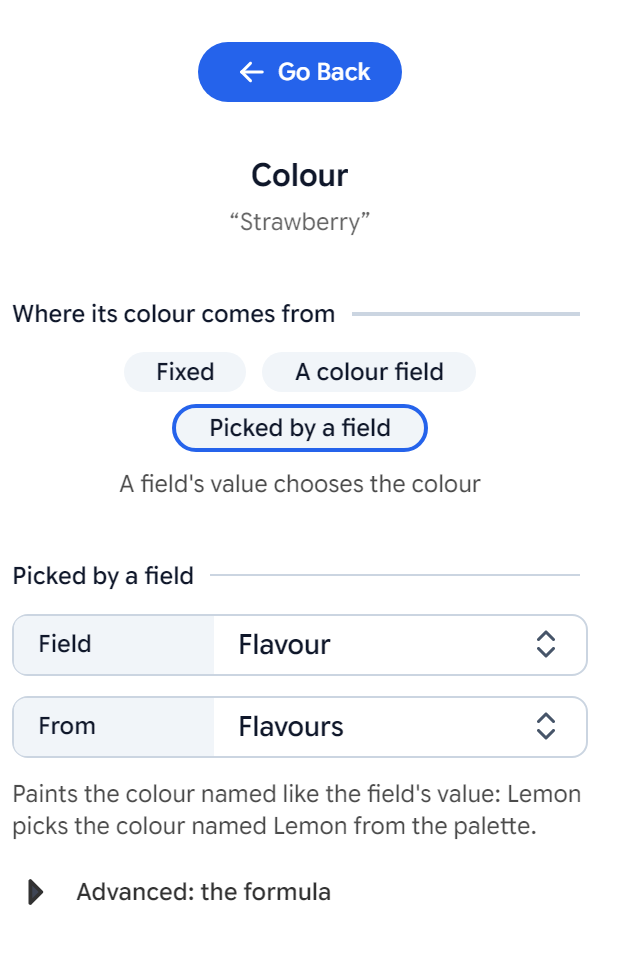 Go Back
Colour
“Strawberry”
Where its colour comes from
Fixed
A colour field
Picked by a field
A field's value chooses the colour
Picked by a field
Field
Flavour
From
Flavours
Paints the colour named like the field's value: Lemon
picks the colour named Lemon from the palette.
Advanced: the formula